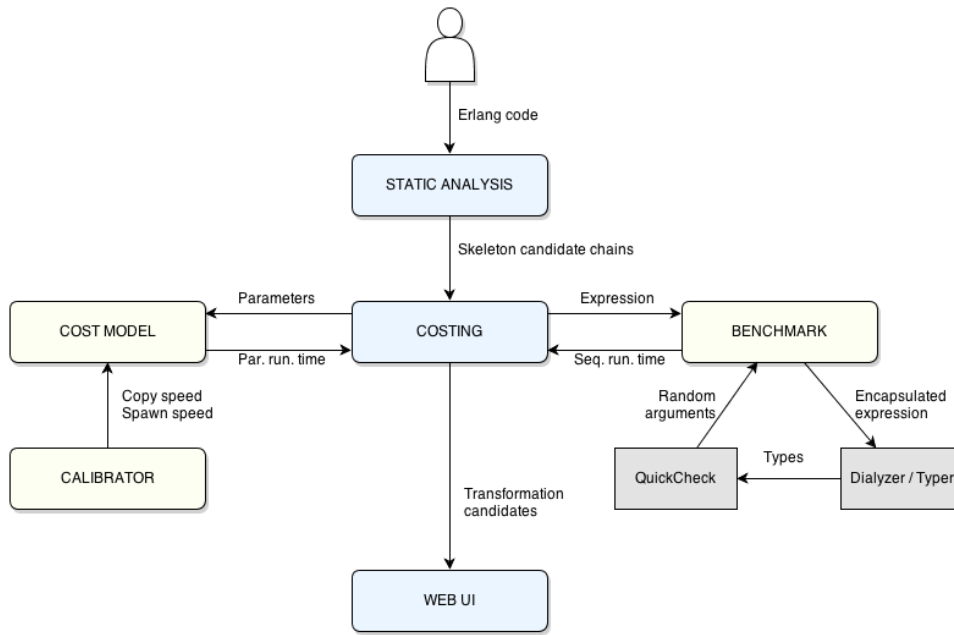 Erlang code
STATIC ANALYSIS
Skeleton candidate chains
Parameters
Expression
COST MODEL
COSTING
BENCHMARK
Par. run. time
Seq. run. time
Copy speed
Spawn speed
Random
arguments
Encapsulated
expression
CALIBRATOR
QuickCheck
Types
Dialyzer / Typer
Transformation
candidates
WEB UI